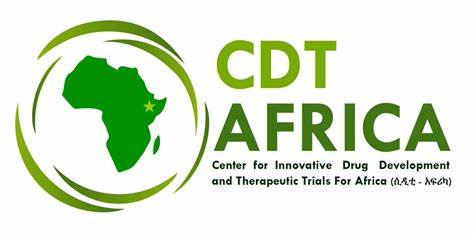 CDT
AFRICA
Center for Innovative Drug Development
and Therapeutic Trials For Africa (ሲዲቲ - አፍሪካ)